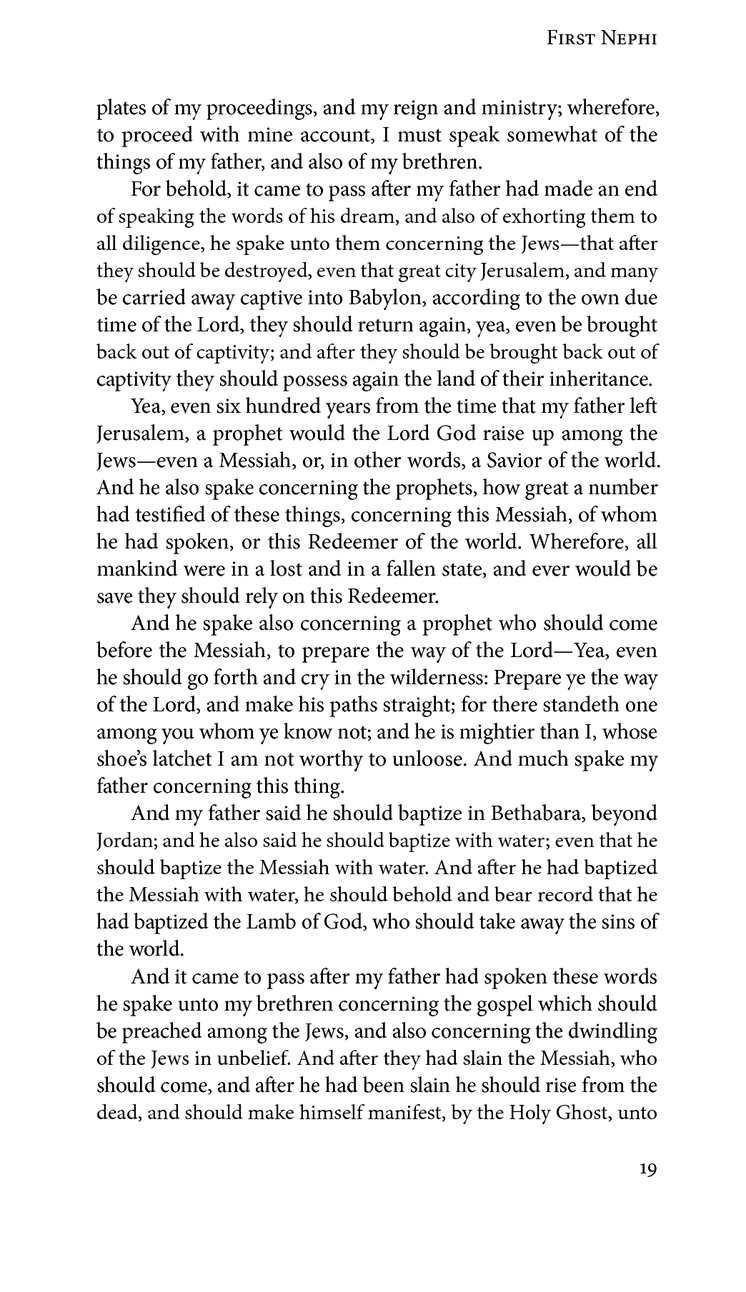 First Nephi
plates of my proceedings, and my reign and ministry; wherefore,
to proceed with mine account, I must speak somewhat of the
things of my father, and also of my brethren.
For behold, it came to pass after my father had made an end
of speaking the words of his dream, and also of exhorting them to
all diligence, he spake unto them concerning the Jews—that after
they should be destroyed, even that great city Jerusalem, and many
be carried away captive into Babylon, according to the own due
time of the Lord, they should return again, yea, even be brought
back out of captivity; and after they should be brought back out of
captivity they should possess again the land of their inheritance.
Yea, even six hundred years from the time that my father left
Jerusalem, a prophet would the Lord God raise up among the
Jews—even a Messiah, or, in other words, a Savior of the world.
And he also spake concerning the prophets, how great a number
had testified of these things, concerning this Messiah, of whom
he had spoken, or this Redeemer of the world. Wherefore, all
mankind were in a lost and in a fallen state, and ever would be
save they should rely on this Redeemer.
And he spake also concerning a prophet who should come
before the Messiah, to prepare the way of the Lord—Yea, even
he should go forth and cry in the wilderness: Prepare ye the way
of the Lord, and make his paths straight; for there standeth one
among you whom ye know not; and he is mightier than I, whose
shoe’s latchet I am not worthy to unloose. And much spake my
father concerning this thing.
And my father said he should baptize in Bethabara, beyond
Jordan; and he also said he should baptize with water; even that he
should baptize the Messiah with water. And after he had baptized
the Messiah with water, he should behold and bear record that he
had baptized the Lamb of God, who should take away the sins of
the world.
And it came to pass after my father had spoken these words
he spake unto my brethren concerning the gospel which should
be preached among the Jews, and also concerning the dwindling
of the Jews in unbelief. And after they had slain the Messiah, who
should come, and after he had been slain he should rise from the
dead, and should make himself manifest, by the Holy Ghost, unto
19